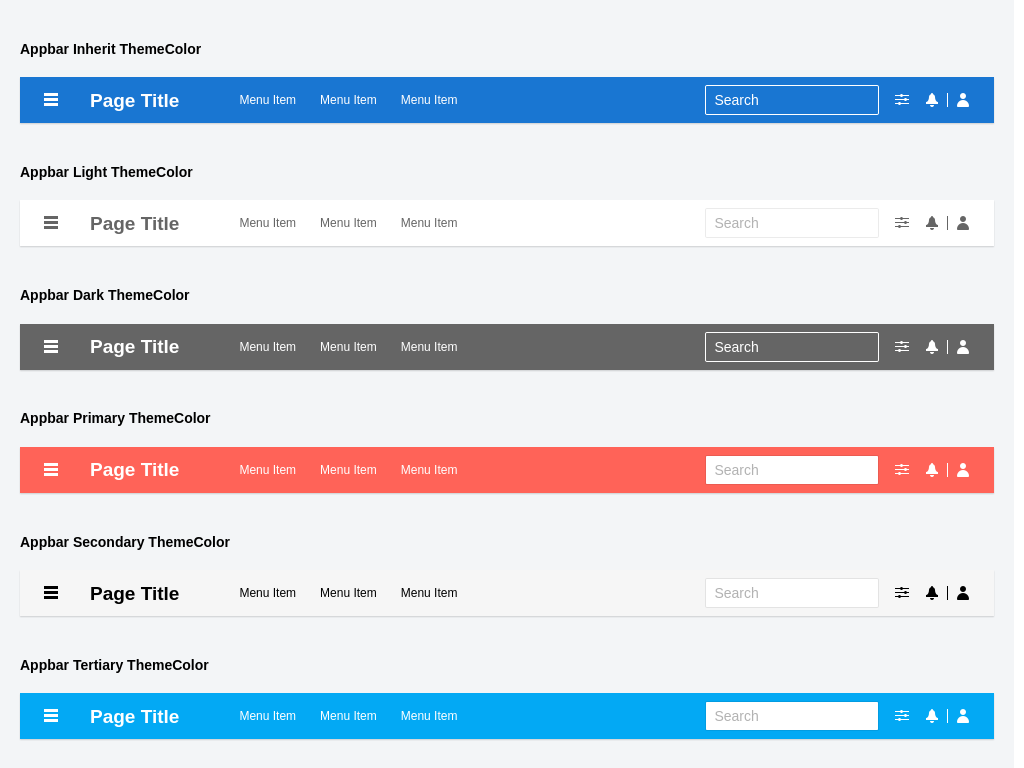 Appbar Inherit ThemeColor
Page Title Menu Item Menu Item Menu Item Search
Appbar Light ThemeColor
Page Title Menu Item Menu Item Menu Item Search
Appbar Dark ThemeColor
Page Title Menu Item Menu Item Menu Item Search
Appbar Primary ThemeColor
Page Title Menu Item Menu Item Menu Item Search
Appbar Secondary ThemeColor
Page Title Menu Item Menu Item Menu Item Search
Appbar Tertiary ThemeColor
Page Title Menu Item Menu Item Menu Item Search